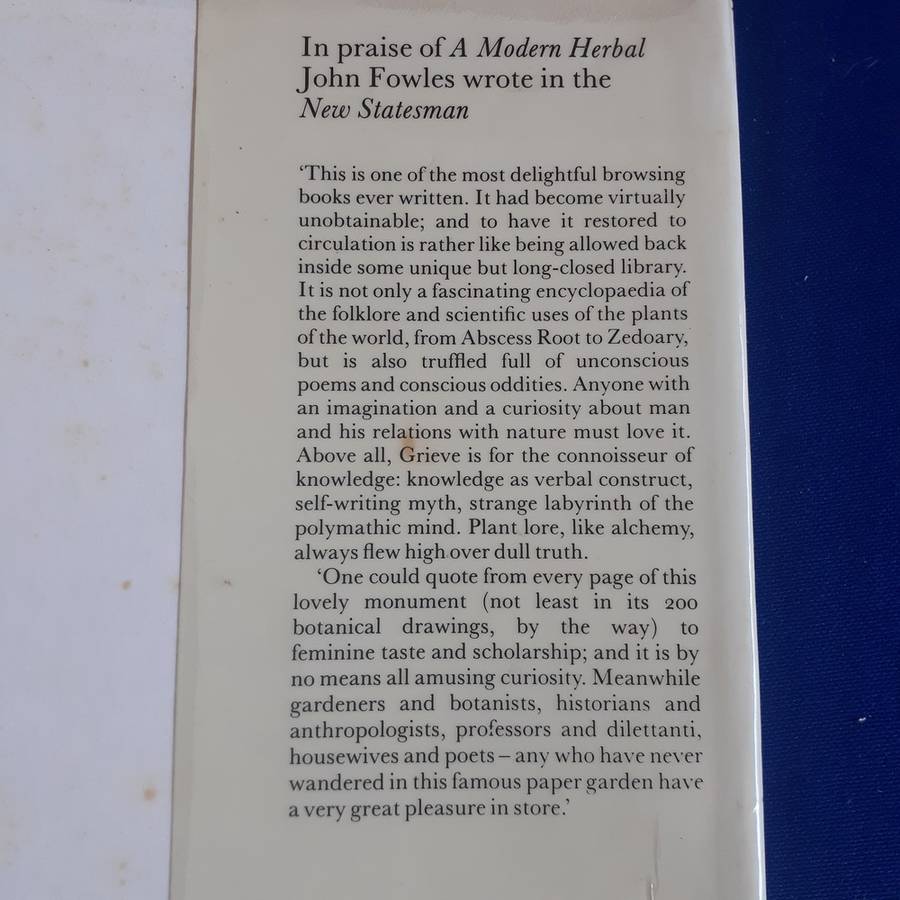 In praise of A Modern Herbal
John Fowles wrote in the
New Statesman
‘This is one of the most delightful browsing
books ever written. It had become virtually
unobtainable; and to have it restored to
circulation is rather like being allowed back
inside some unique but long-closed library.
It is not only a fascinating encyclopaedia of
the folklore and scientific uses of the plants
of the world, from Abscess Root to Zedoary,
but is also truffled full of unconscious
poems and conscious oddities. Anyone with
an imagination and a curiosity about man
and his relations with nature must love it.
Above all, Grieve is for the connoisseur of
knowledge: knowledge as verbal construct,
self-writing myth, strange labyrinth of the
polymathic mind. Plant lore, like alchemy,
always flew high over dull truth.
‘One could quote from every page of this
lovely monument (not least in its 200
botanical drawings, by the way) to
feminine taste and scholarship; and it is by
no means all amusing curiosity. Meanwhile
gardeners and botanists, historians and
anthropologists, professors and dilettanti,
housewives and poets – any who have never
wandered in this famous paper garden have
a very great pleasure in store.’